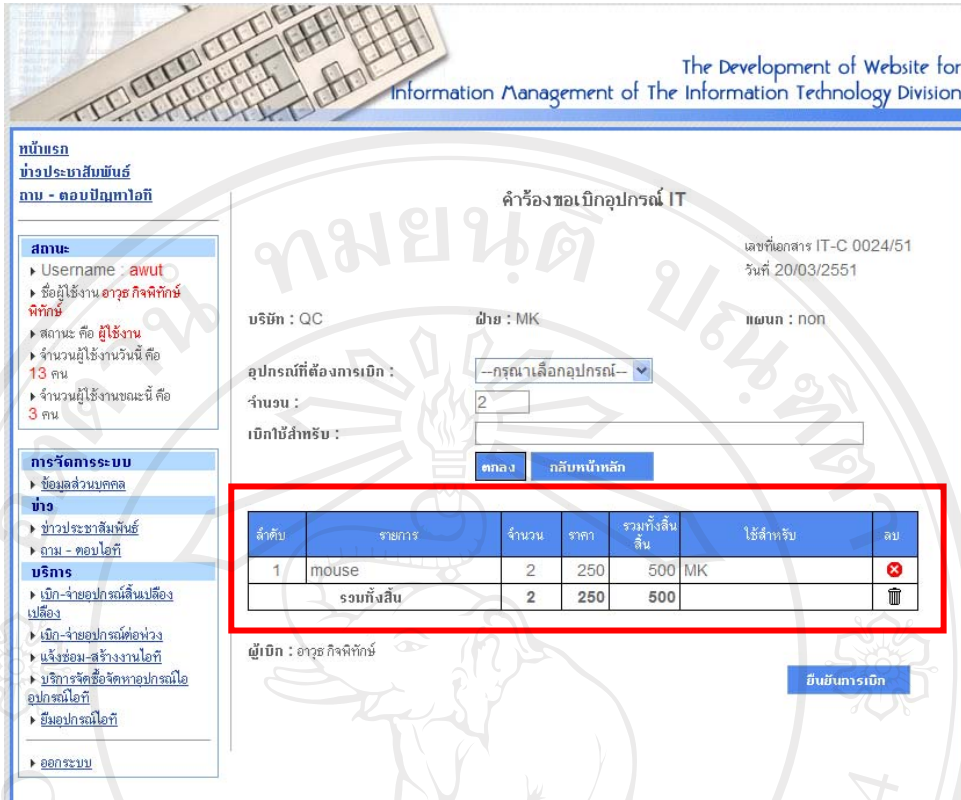 The Development of Website for
Information Management of The Information Technology Division
หน้าแรก
ข่าวประชาสัมพันธ์
ถาม - ตอบปัญหาไอที
สถานะ
Username : awut
ชื่อผู้ใช้งาน อาวุธ กิจพิทักษ์
พิทักษ์
สถานะ คือ ผู้ใช้งาน
จำนวนผู้ใช้งานวันนี้ คือ
13 คน
จำนวนผู้ใช้งานขณะนี้ คือ
3 คน
การจัดการระบบ
ข้อมูลส่วนบุคคล
ข่าว
ข่าวประชาสัมพันธ์
ถาม - ตอบไอที
บริการ
เบิก-จ่ายอุปกรณ์สิ้นเปลือง
เปลือง
เบิก-จ่ายอุปกรณ์ต่อพ่วง
แจ้งซ่อม-สร้างงานไอที
บริการจัดซื้อจัดหาอุปกรณ์ไอ
อุปกรณ์ไอที
ยืมอุปกรณ์ไอที
ออกระบบ
คำร้องขอเบิกอุปกรณ์ IT
เลขที่เอกสาร IT-C 0024/51
วันที่ 20/03/2551
บริษัท : QC ฝ่าย : MK แผนก : non
อุปกรณ์ที่ต้องการเบิก : --กรุณาเลือกอุปกรณ์--
จำนวน : 2
เบิกใช้สำหรับ :
ตกลง กลับหน้าหลัก
ลำดับ รายการ จำนวน ราคา รวมทั้งสิ้น
สิ้น ใช้สำหรับ ลบ
1 mouse 2 250 500 MK
รวมทั้งสิ้น 2 250 500
ผู้เบิก : อาวุธ กิจพิทักษ์
ยืนยันการเบิก